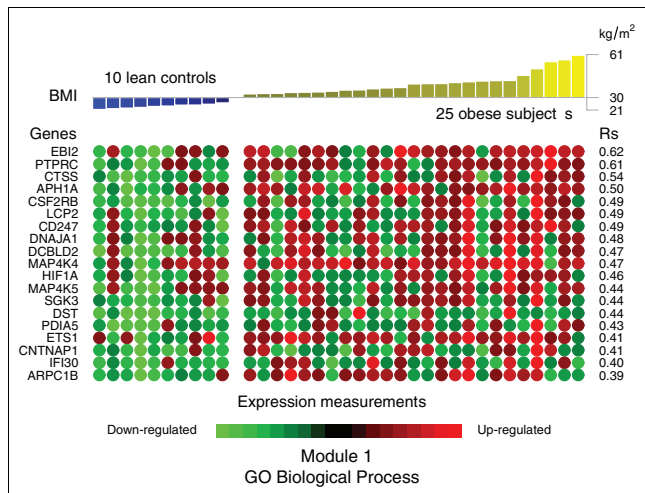 kg/m²
61
10 lean controls
BMI
30
25 obese subject s
21
Genes
Rs
EBI2 0.62
PTPRC 0.61
CTSS 0.54
APH1A 0.50
CSF2RB 0.49
LCP2 0.49
CD247 0.49
DNAJA1 0.48
DCBLD2 0.47
MAP4K4 0.47
HIF1A 0.46
MAP4K5 0.44
SGK3 0.44
DST 0.44
PDIA5 0.43
ETS1 0.41
CNTNAP1 0.41
IFI30 0.40
ARPC1B 0.39
Expression measurements
Down-regulated Up-regulated
Module 1
GO Biological Process